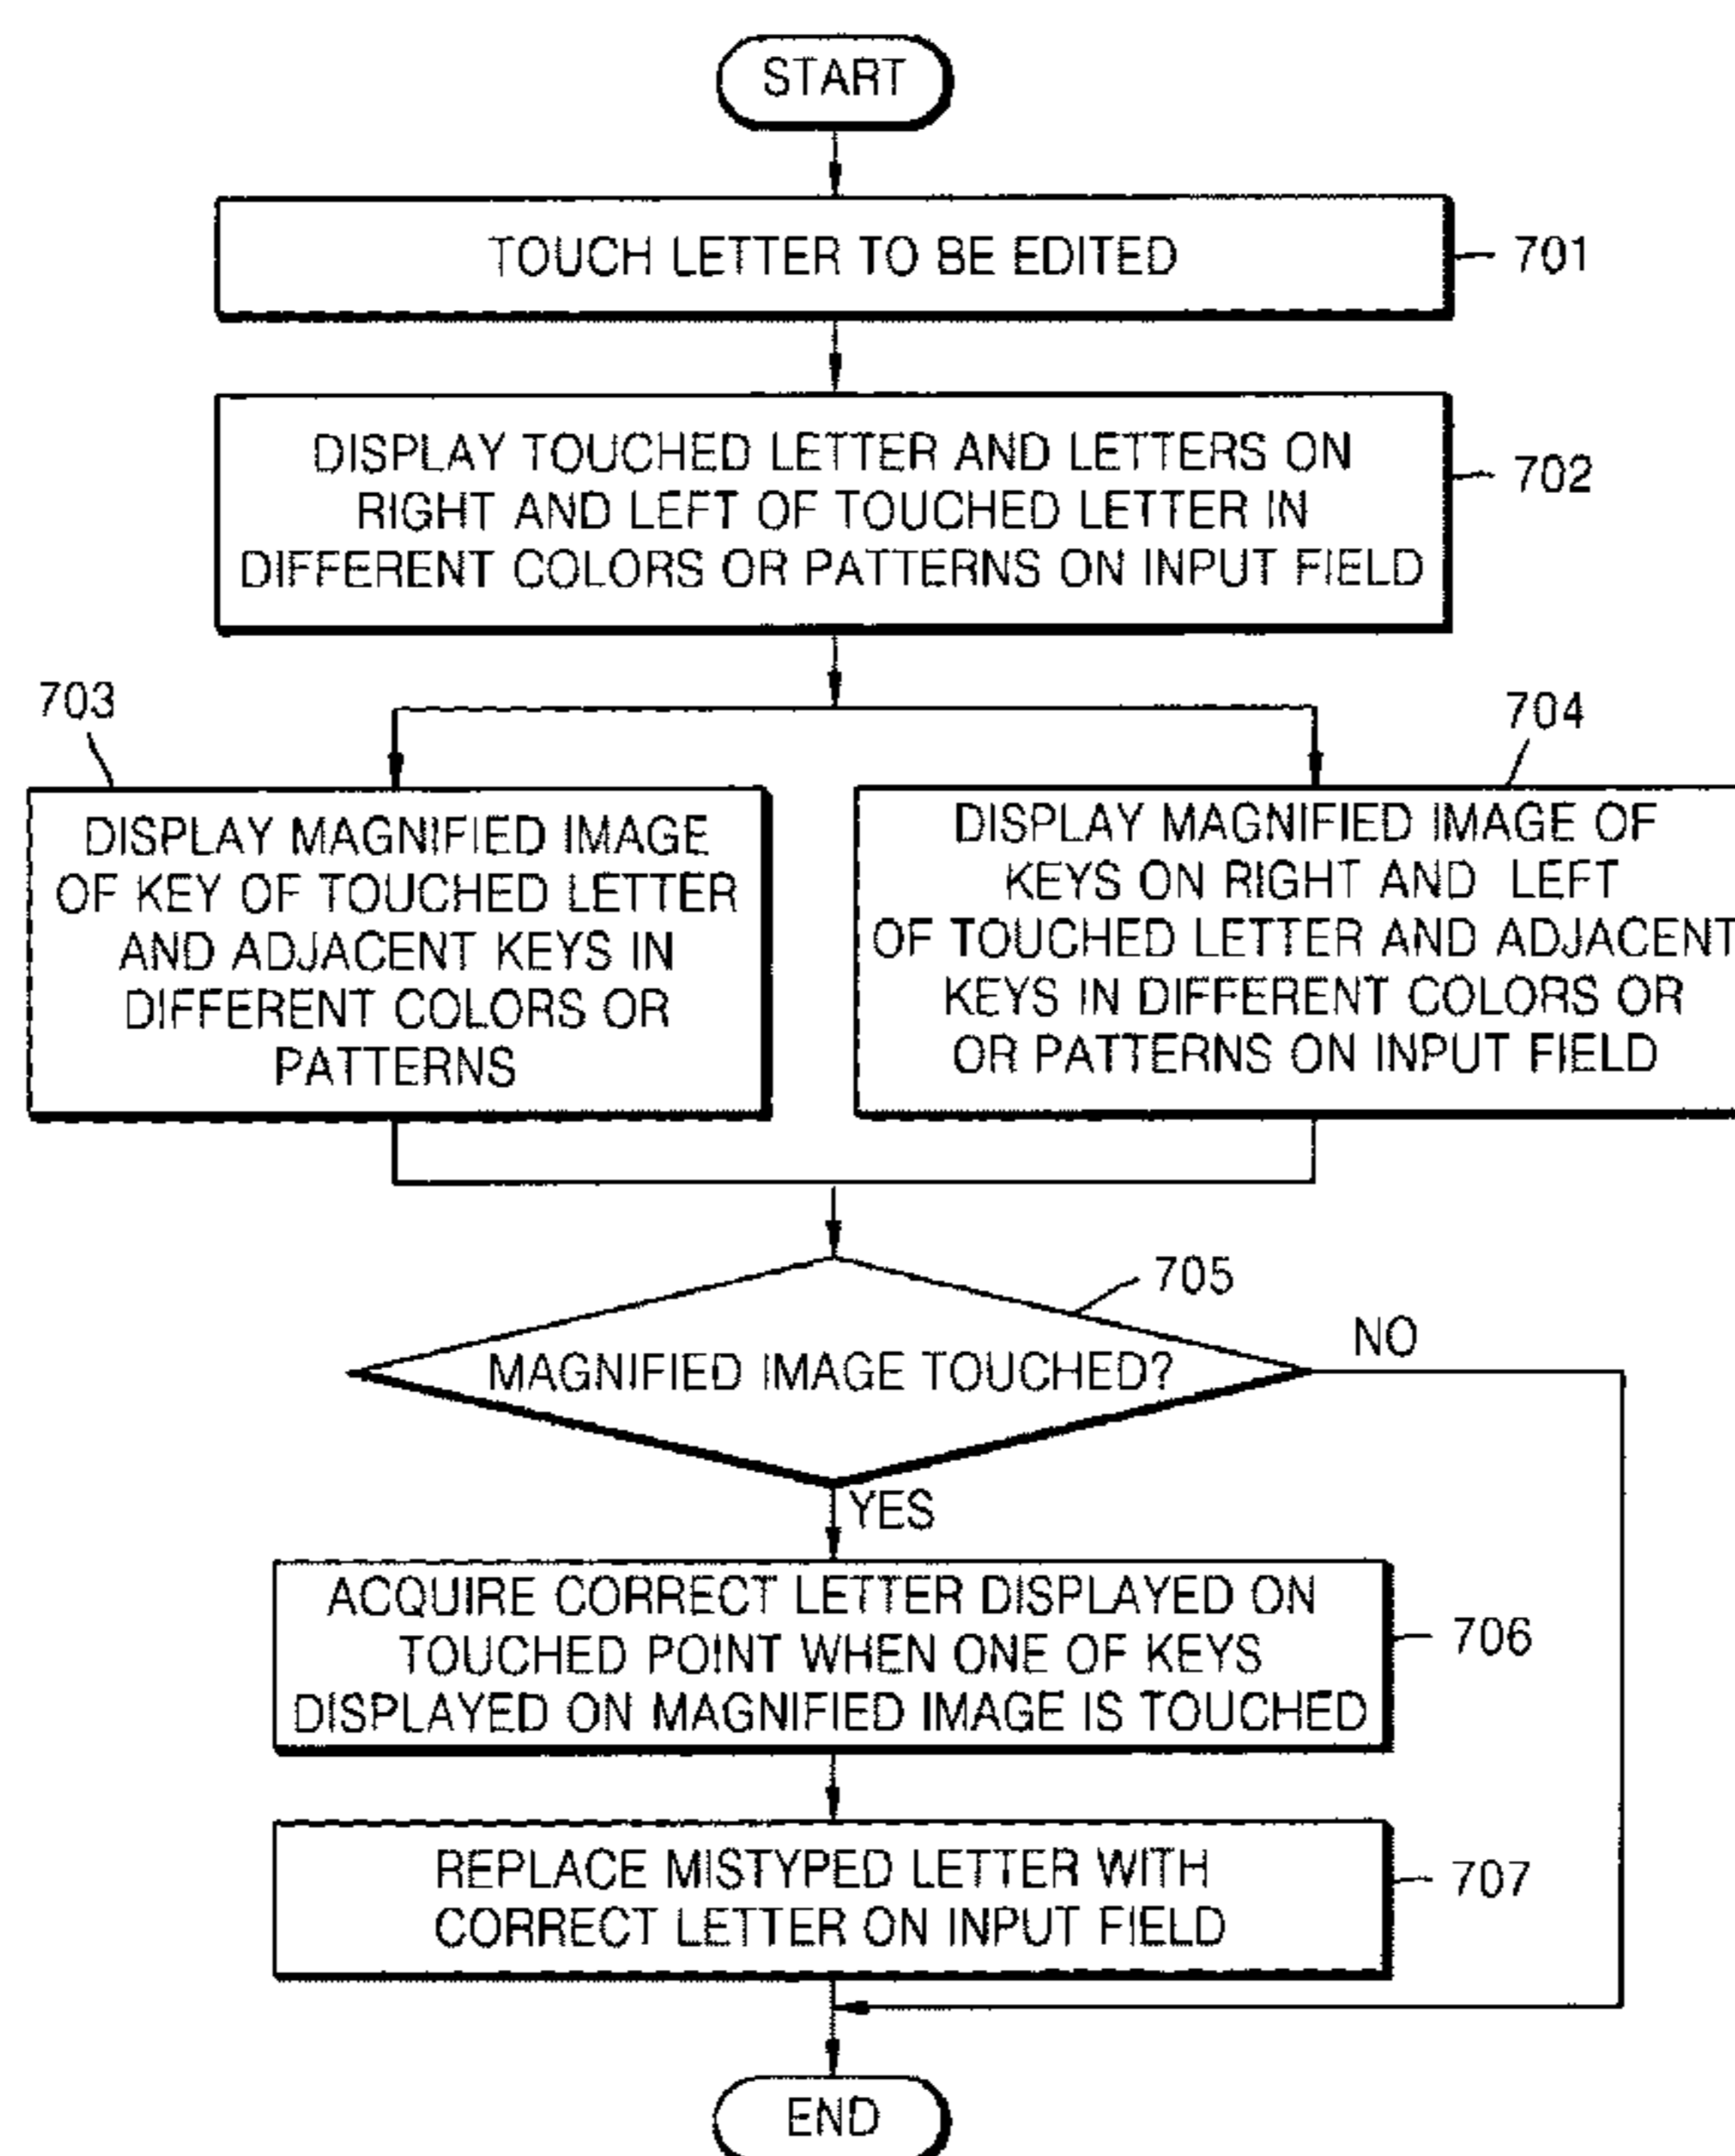 START
TOUCH LETTER TO BE EDITED
701
DISPLAY TOUCHED LETTER AND LETTERS ON
RIGHT AND LEFT OF TOUCHED LETTER IN
DIFFERENT COLORS OR PATTERNS ON INPUT FIELD
702
703
DISPLAY MAGNIFIED IMAGE
OF KEY OF TOUCHED LETTER
AND ADJACENT KEYS IN
DIFFERENT COLORS OR
PATTERNS
704
DISPLAY MAGNIFIED IMAGE OF
KEYS ON RIGHT AND LEFT
OF TOUCHED LETTER AND ADJACENT
KEYS IN DIFFERENT COLORS OR
OR PATTERNS ON INPUT FIELD
705
MAGNIFIED IMAGE TOUCHED?
NO
YES
ACQUIRE CORRECT LETTER DISPLAYED ON
TOUCHED POINT WHEN ONE OF KEYS
DISPLAYED ON MAGNIFIED IMAGE IS TOUCHED
706
REPLACE MISTYPED LETTER WITH
CORRECT LETTER ON INPUT FIELD
707
END